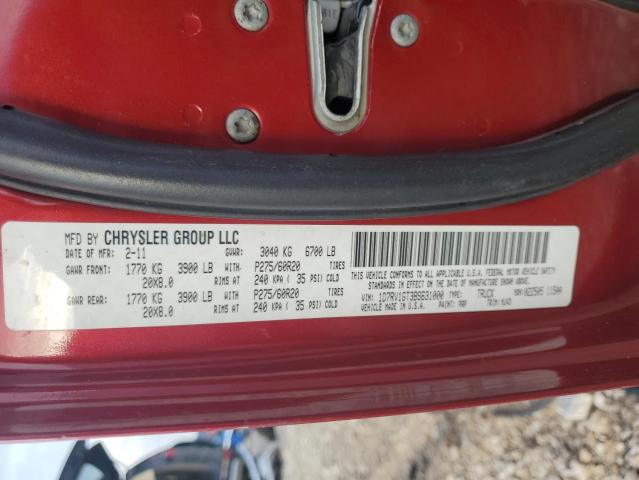 MFD BY CHRYSLER GROUP LLC
DATE OF MFR: 2-11 GVWR: 3040 KG 6700 LB
GAWR FRONT: 1770 KG 3900 LB WITH- P275/60R20 TIRES
20X8.0 RIMS AT 240 KPA ( 35 PSI) COLD
GAWR REAR: 1770 KG 3900 LB WITH- P275/60R20 TIRES
20X8.0 RIMS AT 240 KPA ( 35 PSI) COLD
THIS VEHICLE CONFORMS TO ALL APPLICABLE U.S.A. FEDERAL MOTOR VEHICLE SAFETY
STANDARDS IN EFFECT ON THE DATE OF MANUFACTURE SHOWN ABOVE.
VIN: 1D7RV1GT3BS631000 TYPE: TRUCK MDH:
VEHICLE MADE IN U.S.A. PAINT: TRIM: